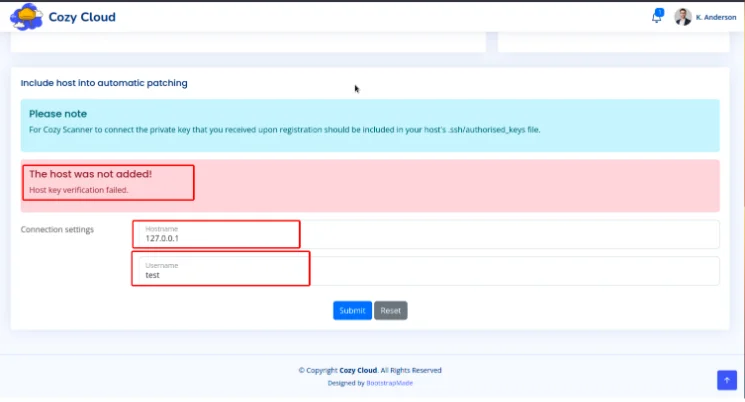 Cozy Cloud
1
K. Anderson
Include host into automatic patching
Please note
For Cozy Scanner to connect the private key that you received upon registration should be included in your host's .ssh/authorised_keys file.
The host was not added!
Host key verification failed.
Connection settings
Hostname
127.0.0.1
Username
test
Submit
Reset
© Copyright Cozy Cloud. All Rights Reserved
Designed by BootstrapMade